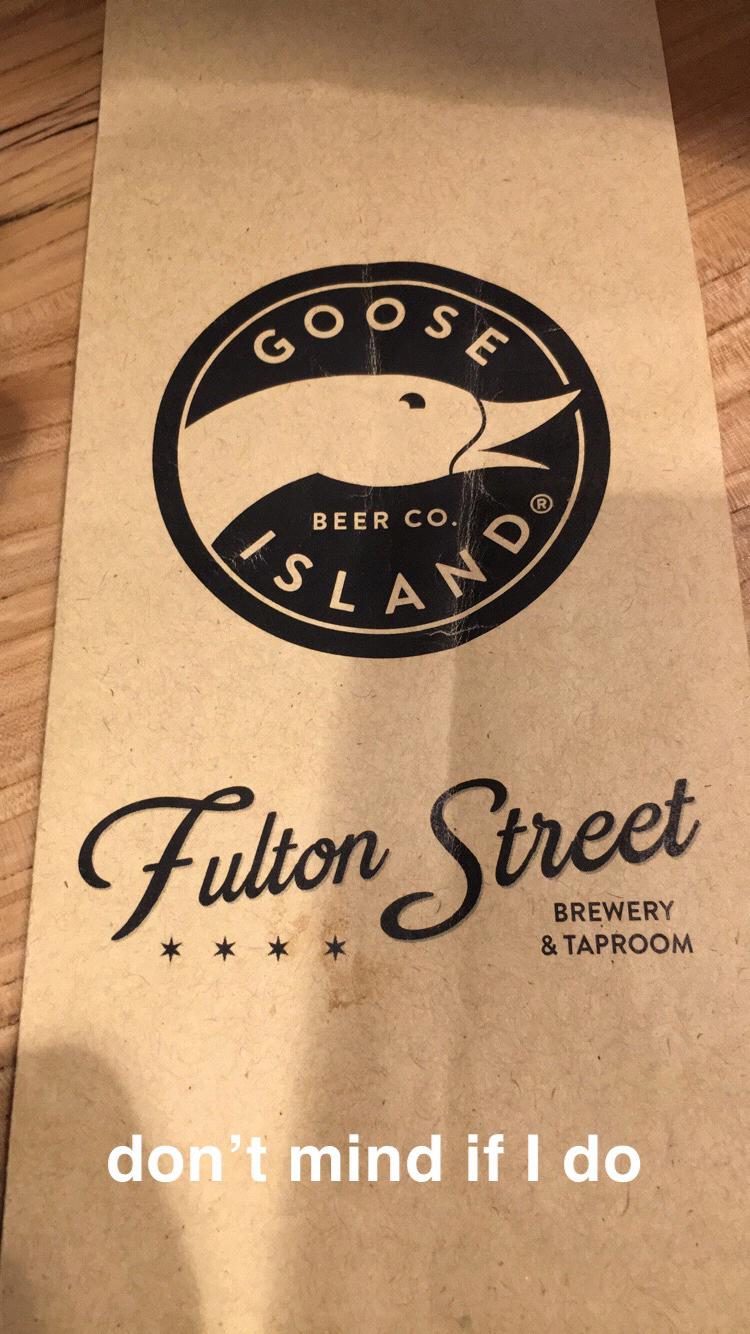 GOOSE
BEER CO.
ISLAND®
Fulton Street
BREWERY
& TAPROOM
don't mind if I do